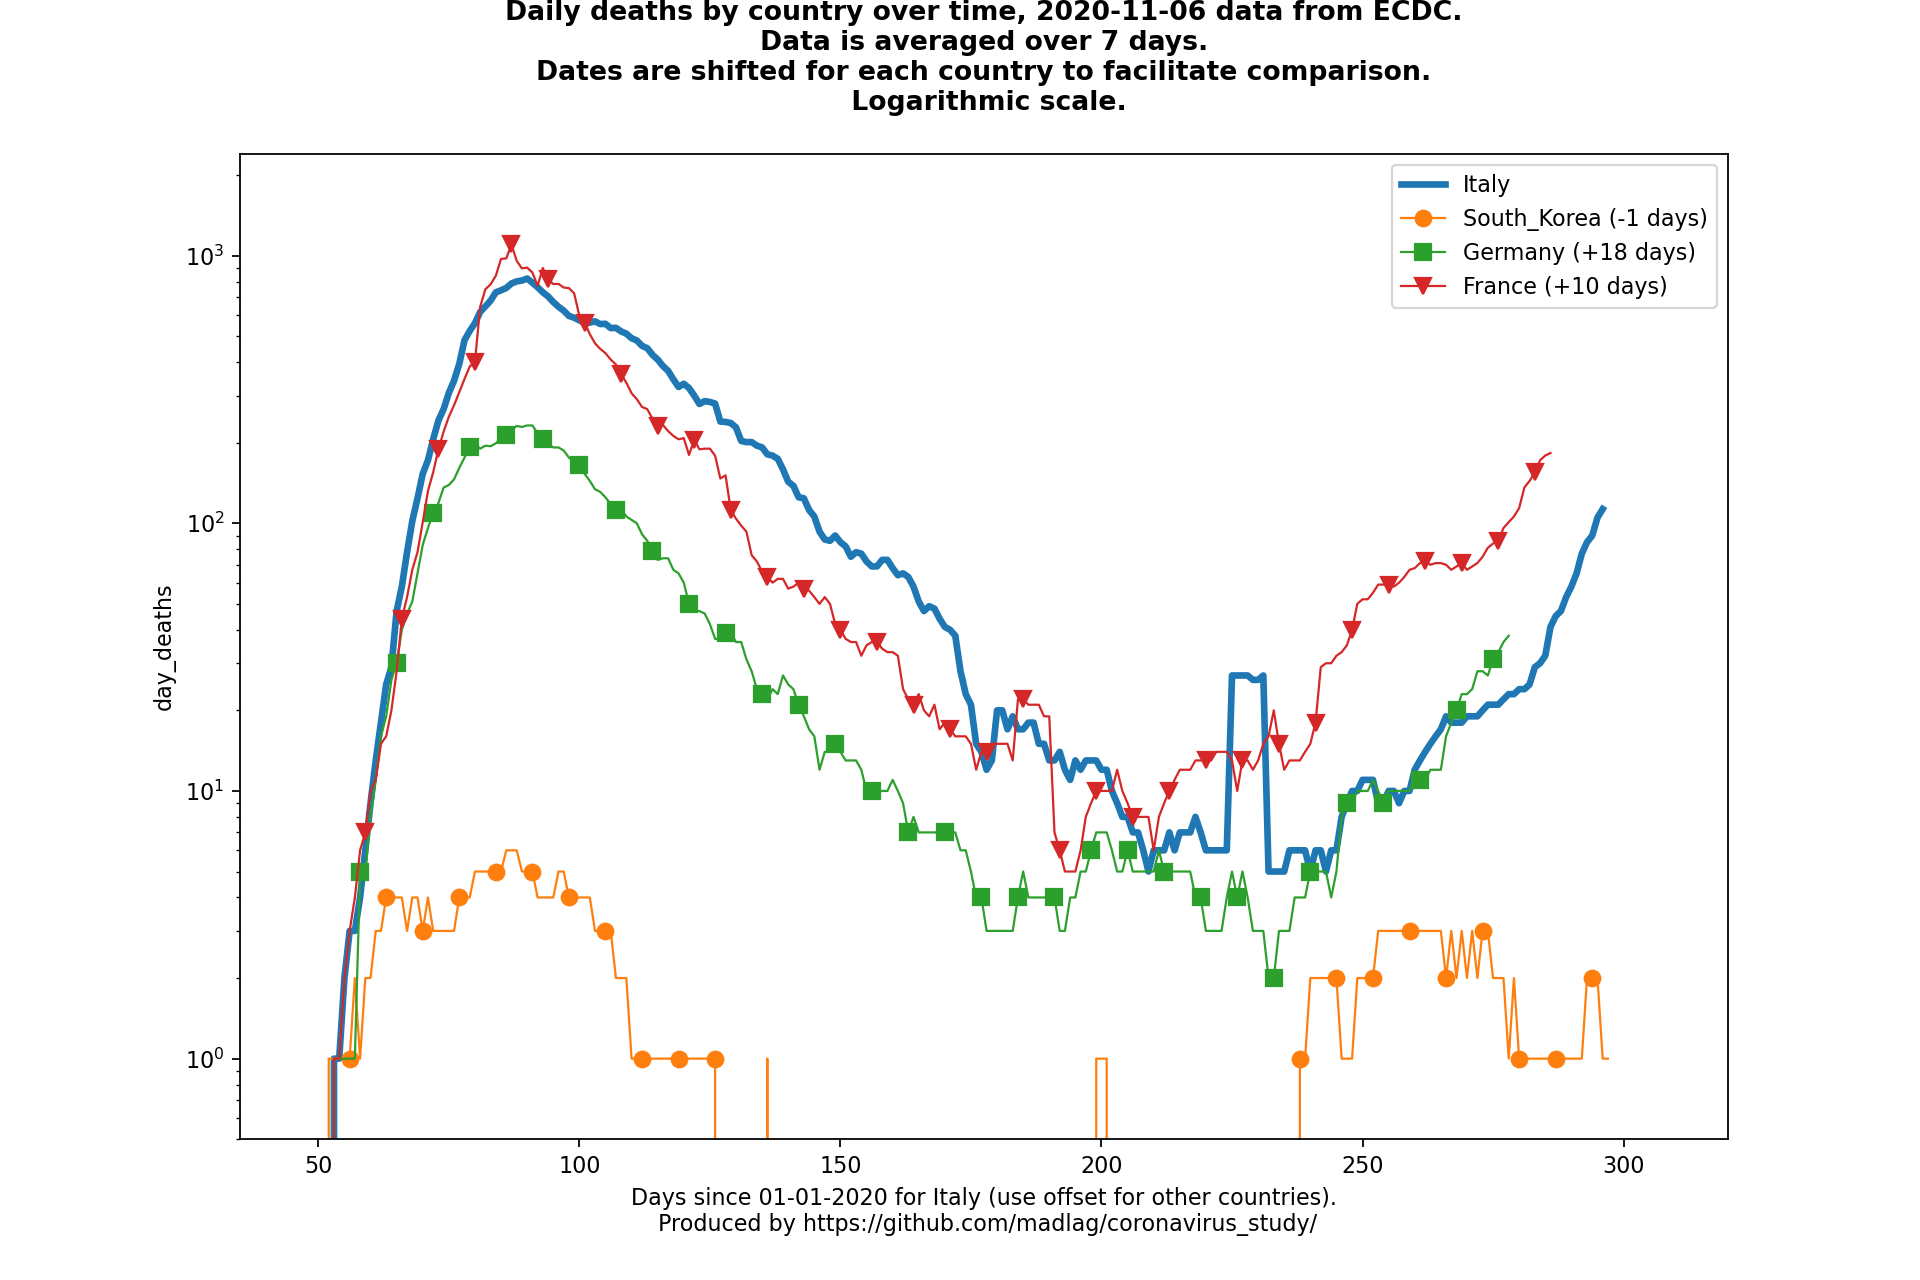 Daily deaths by country over time, 2020-11-06 data from ECDC.
Data is averaged over 7 days.
Dates are shifted for each country to facilitate comparison.
Logarithmic scale.
Italy
South_Korea (-1 days)
Germany (+18 days)
France (+10 days)
day_deaths
10³
10²
10¹
10⁰
50 100 150 200 250 300
Days since 01-01-2020 for Italy (use offset for other countries).
Produced by https://github.com/madlag/coronavirus_study/